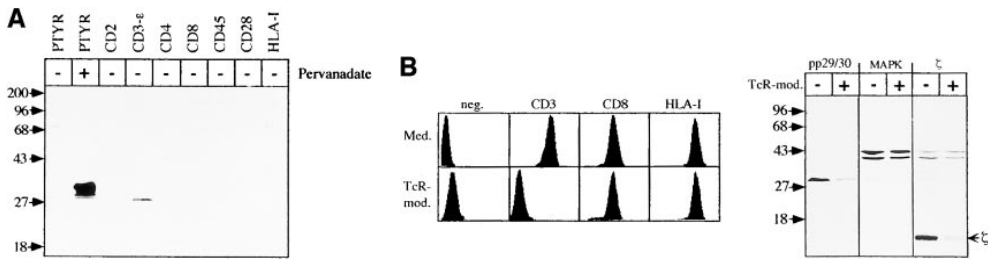 A
PTYR PTYR CD2 CD3-ε CD4 CD8 CD45 CD28 HLA-I
- + - - - - - - - Pervanadate
200
96
68
43
27
18
B
neg. CD3 CD8 HLA-I
Med.
TcR-
mod.
pp29/30 MAPK ζ
TcR-mod. - + - + - +
96
68
43
27
18
ζ